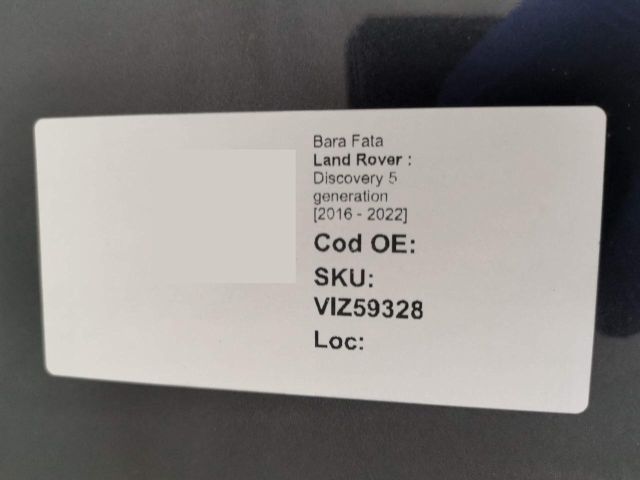 Bara Fata
Land Rover :
Discovery 5
generation
[2016 - 2022]
Cod OE:
SKU:
VIZ59328
Loc: